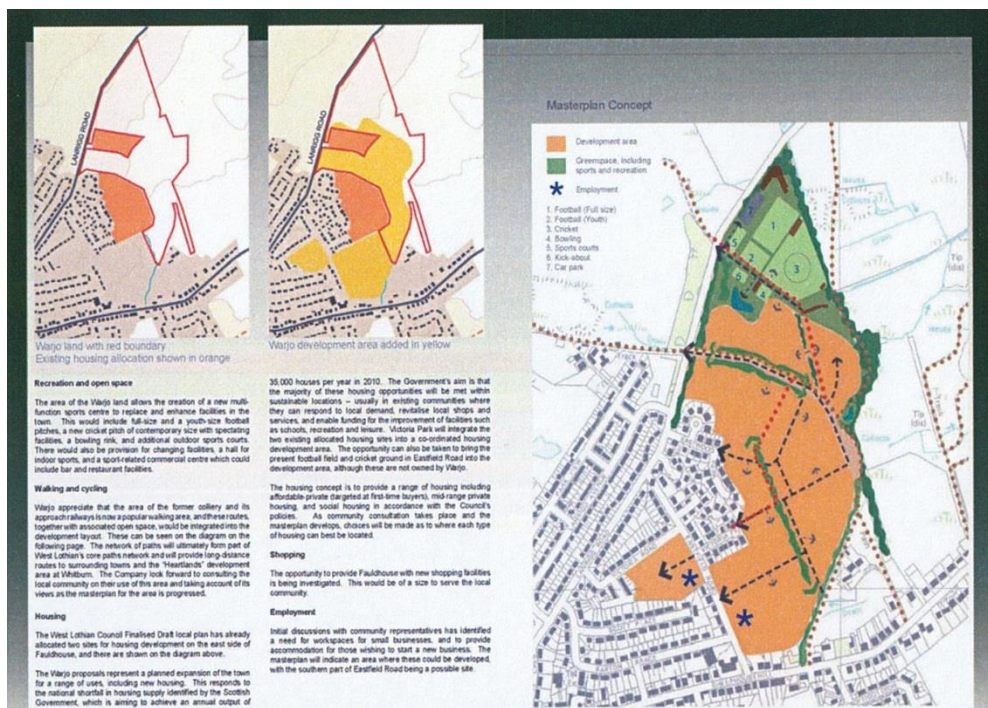 LANRIGG ROAD
Warjo land with red boundary
Existing housing allocation shown in orange
LANRIGG ROAD
Warjo development area added in yellow
Recreation and open space
The area of the Warjo land allows the creation of a new multi-
function sports centre to replace and enhance facilities in the
town. This would include full-size and a youth-size football
pitches, a new cricket pitch of contemporary size with spectating
facilities, a bowling rink, and additional outdoor sports courts.
There would also be provision for changing facilities, a hall for
indoor sports, and a sport-related commercial centre which could
include bar and restaurant facilities.
Walking and cycling
Warjo appreciate that the area of the former colliery and its
approach railways is now a popular walking area, and these routes,
together with associated open space, would be integrated into the
development layout. These can be seen on the diagram on the
following page. The network of paths will ultimately form part of
West Lothian's core paths network and will provide long-distance
routes to surrounding towns and the "Heartlands" development
area at Whitburn. The Company look forward to consulting the
local community on their use of this area and taking account of its
views as the masterplan for the area is progressed.
Housing
The West Lothian Council Finalised Draft local plan has already
allocated two sites for housing development on the east side of
Fauldhouse, and there are shown on the diagram above.
The Warjo proposals represent a planned expansion of the town
for a range of uses, including new housing. This responds to
the national shortfall in housing supply identified by the Scottish
Government, which is aiming to achieve an annual output of
35,000 houses per year in 2010. The Government's aim is that
the majority of these housing opportunities will be met within
sustainable locations – usually in existing communities where
they can respond to local demand, revitalise local shops and
services, and enable funding for the improvement of facilities such
as schools, recreation and leisure. Victoria Park will integrate the
two existing allocated housing sites into a co-ordinated housing
development area. The opportunity can also be taken to bring the
present football field and cricket ground in Eastfield Road into the
development area, although these are not owned by Warjo.
The housing concept is to provide a range of housing including
affordable private (targeted at first-time buyers), mid-range private
housing, and social housing in accordance with the Council's
policies. As community consultation takes place and the
masterplan develops, choices will be made as to where each type
of housing can best be located.
Shopping
The opportunity to provide Fauldhouse with new shopping facilities
is being investigated. This would be of a size to serve the local
community.
Employment
Initial discussions with community representatives has identified
a need for workspaces for small businesses, and to provide
accommodation for those wishing to start a new business. The
masterplan will indicate an area where these could be developed,
with the southern part of Eastfield Road being a possible site.
Masterplan Concept
Development area
Greenspace, including
sports and recreation
Employment
1. Football (Full size)
2. Football (Youth)
3. Cricket
4. Bowling
5. Sports courts
6. Kick-about
7. Car park
1
2
3
4
5
6
Issues
Collects
Drain
Tip
(dis)
Issues
Collects
Track
Tip
(dis)
Track
Collects